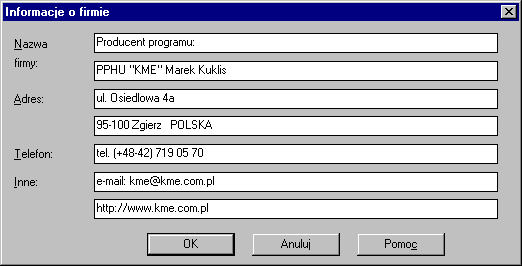 Informacje o firmie
Nazwa firmy:
Producent programu:
PPHU "KME" Marek Kuklis
Adres:
ul. Osiedlowa 4a
95-100 Zgierz   POLSKA
Telefon:
tel. (+48-42) 719 05 70
Inne:
e-mail: kme@kme.com.pl
http://www.kme.com.pl
OK
Anuluj
Pomoc